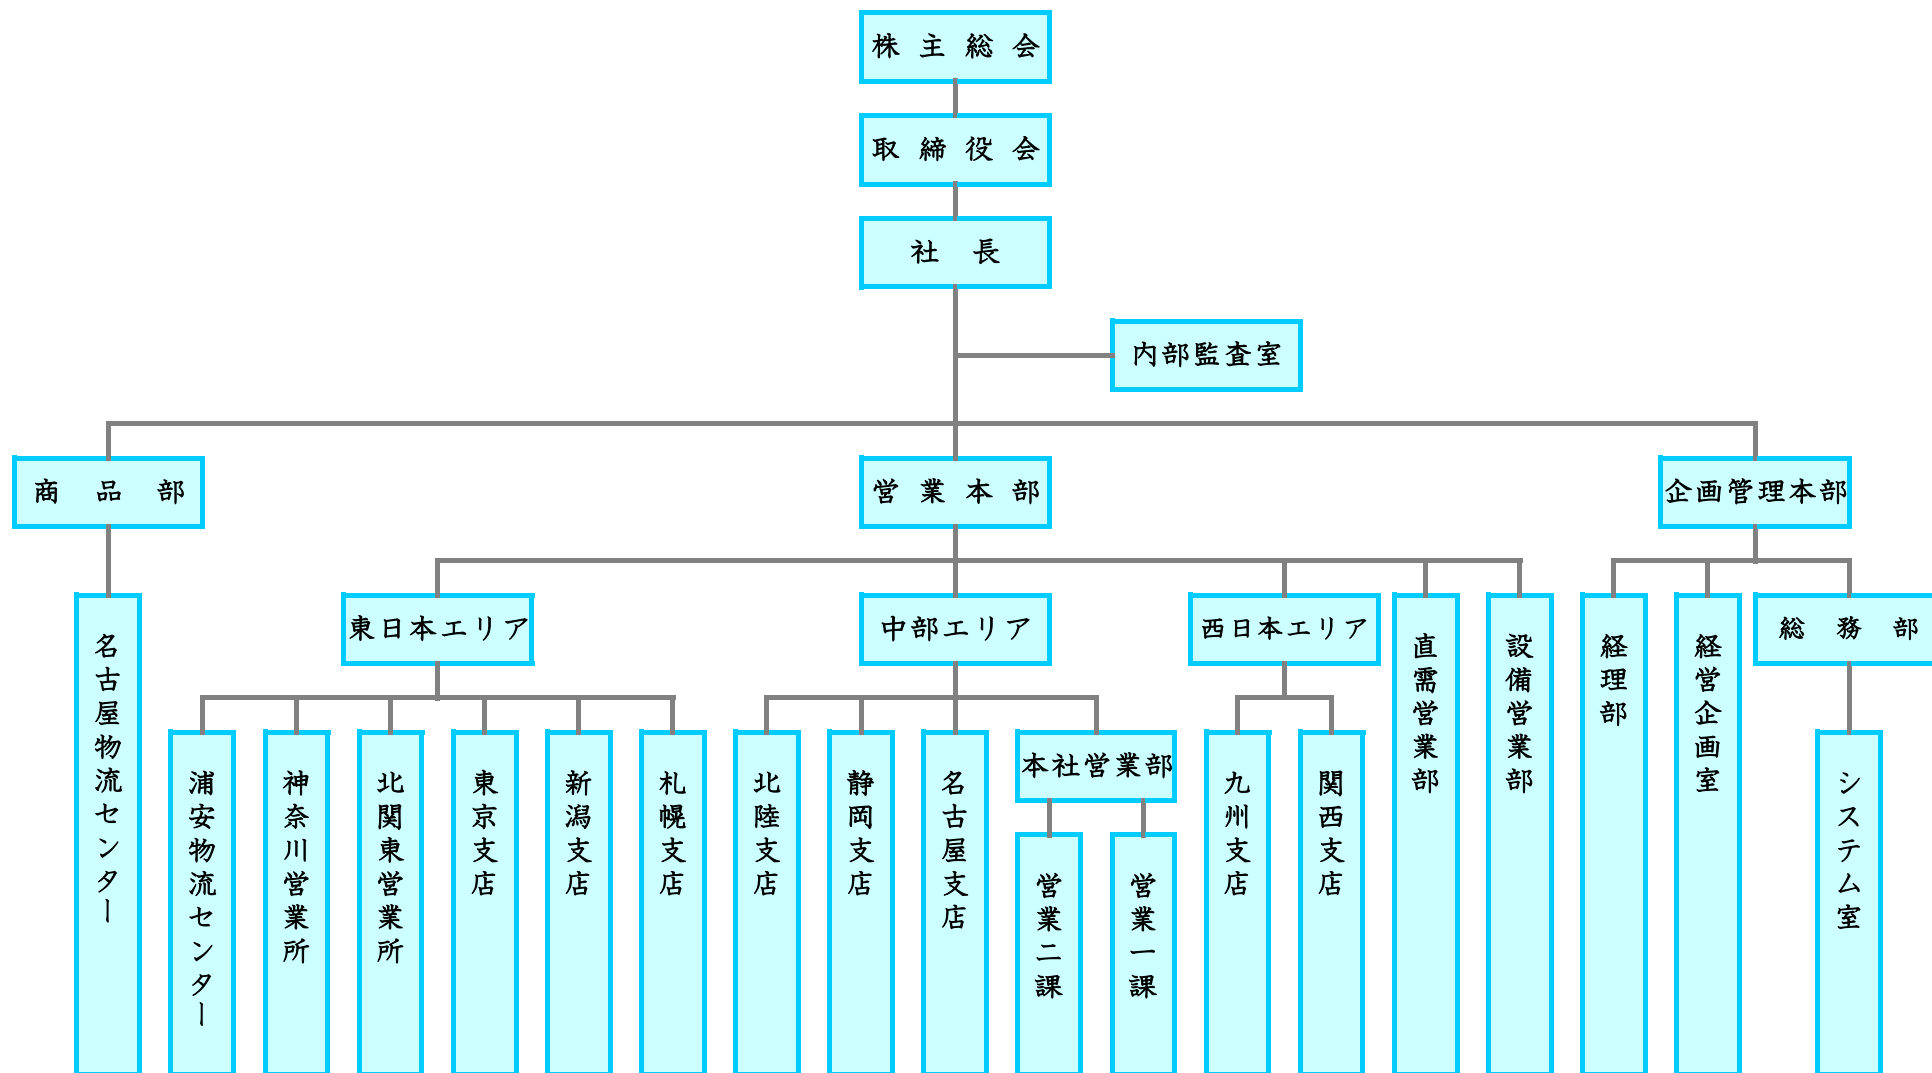 株主総会
取締役会
社長
内部監査室
商品部
営業本部
企画管理本部
東日本エリア
中部エリア
西日本エリア
総務部
名古屋物流センター
直需営業部
設備営業部
経理部
経営企画室
本社営業部
浦安物流センター
神奈川営業所
北関東営業所
東京支店
新潟支店
札幌支店
北陸支店
静岡支店
名古屋支店
営業二課
営業一課
九州支店
関西支店
システム室